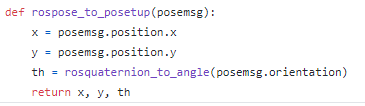 def rospose_to_posetup(posemsg):
    x = posemsg.position.x
    y = posemsg.position.y
    th = rosquaternion_to_angle(posemsg.orientation)
    return x, y, th